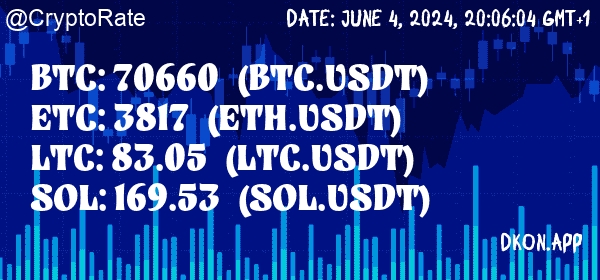 @CryptoRate
DATE: JUNE 4, 2024, 20:06:04 GMT+1
BTC: 70660 (BTC.USDT)
ETC: 3817 (ETH.USDT)
LTC: 83.05 (LTC.USDT)
SOL: 169.53 (SOL.USDT)
DKON.APP